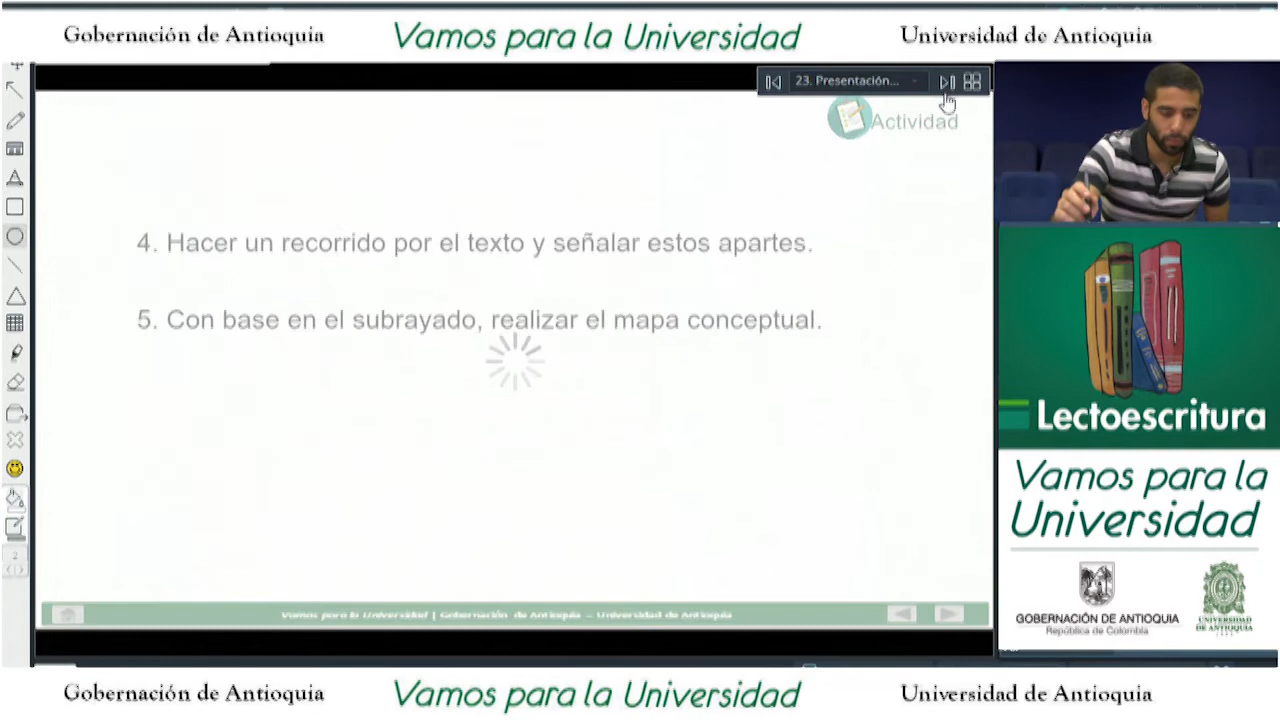 Gobernación de Antioquia
Vamos para la Universidad
Universidad de Antioquia
23. Presentación...
Actividad
4. Hacer un recorrido por el texto y señalar estos apartes.
5. Con base en el subrayado, realizar el mapa conceptual.
Vamos para la Universidad | Gobernación de Antioquia – Universidad de Antioquia
2
Lectoescritura
Vamos para la
Universidad
GOBERNACIÓN DE ANTIOQUIA
República de Colombia
UNIVERSIDAD
DE ANTIOQUIA
Gobernación de Antioquia
Vamos para la Universidad
Universidad de Antioquia